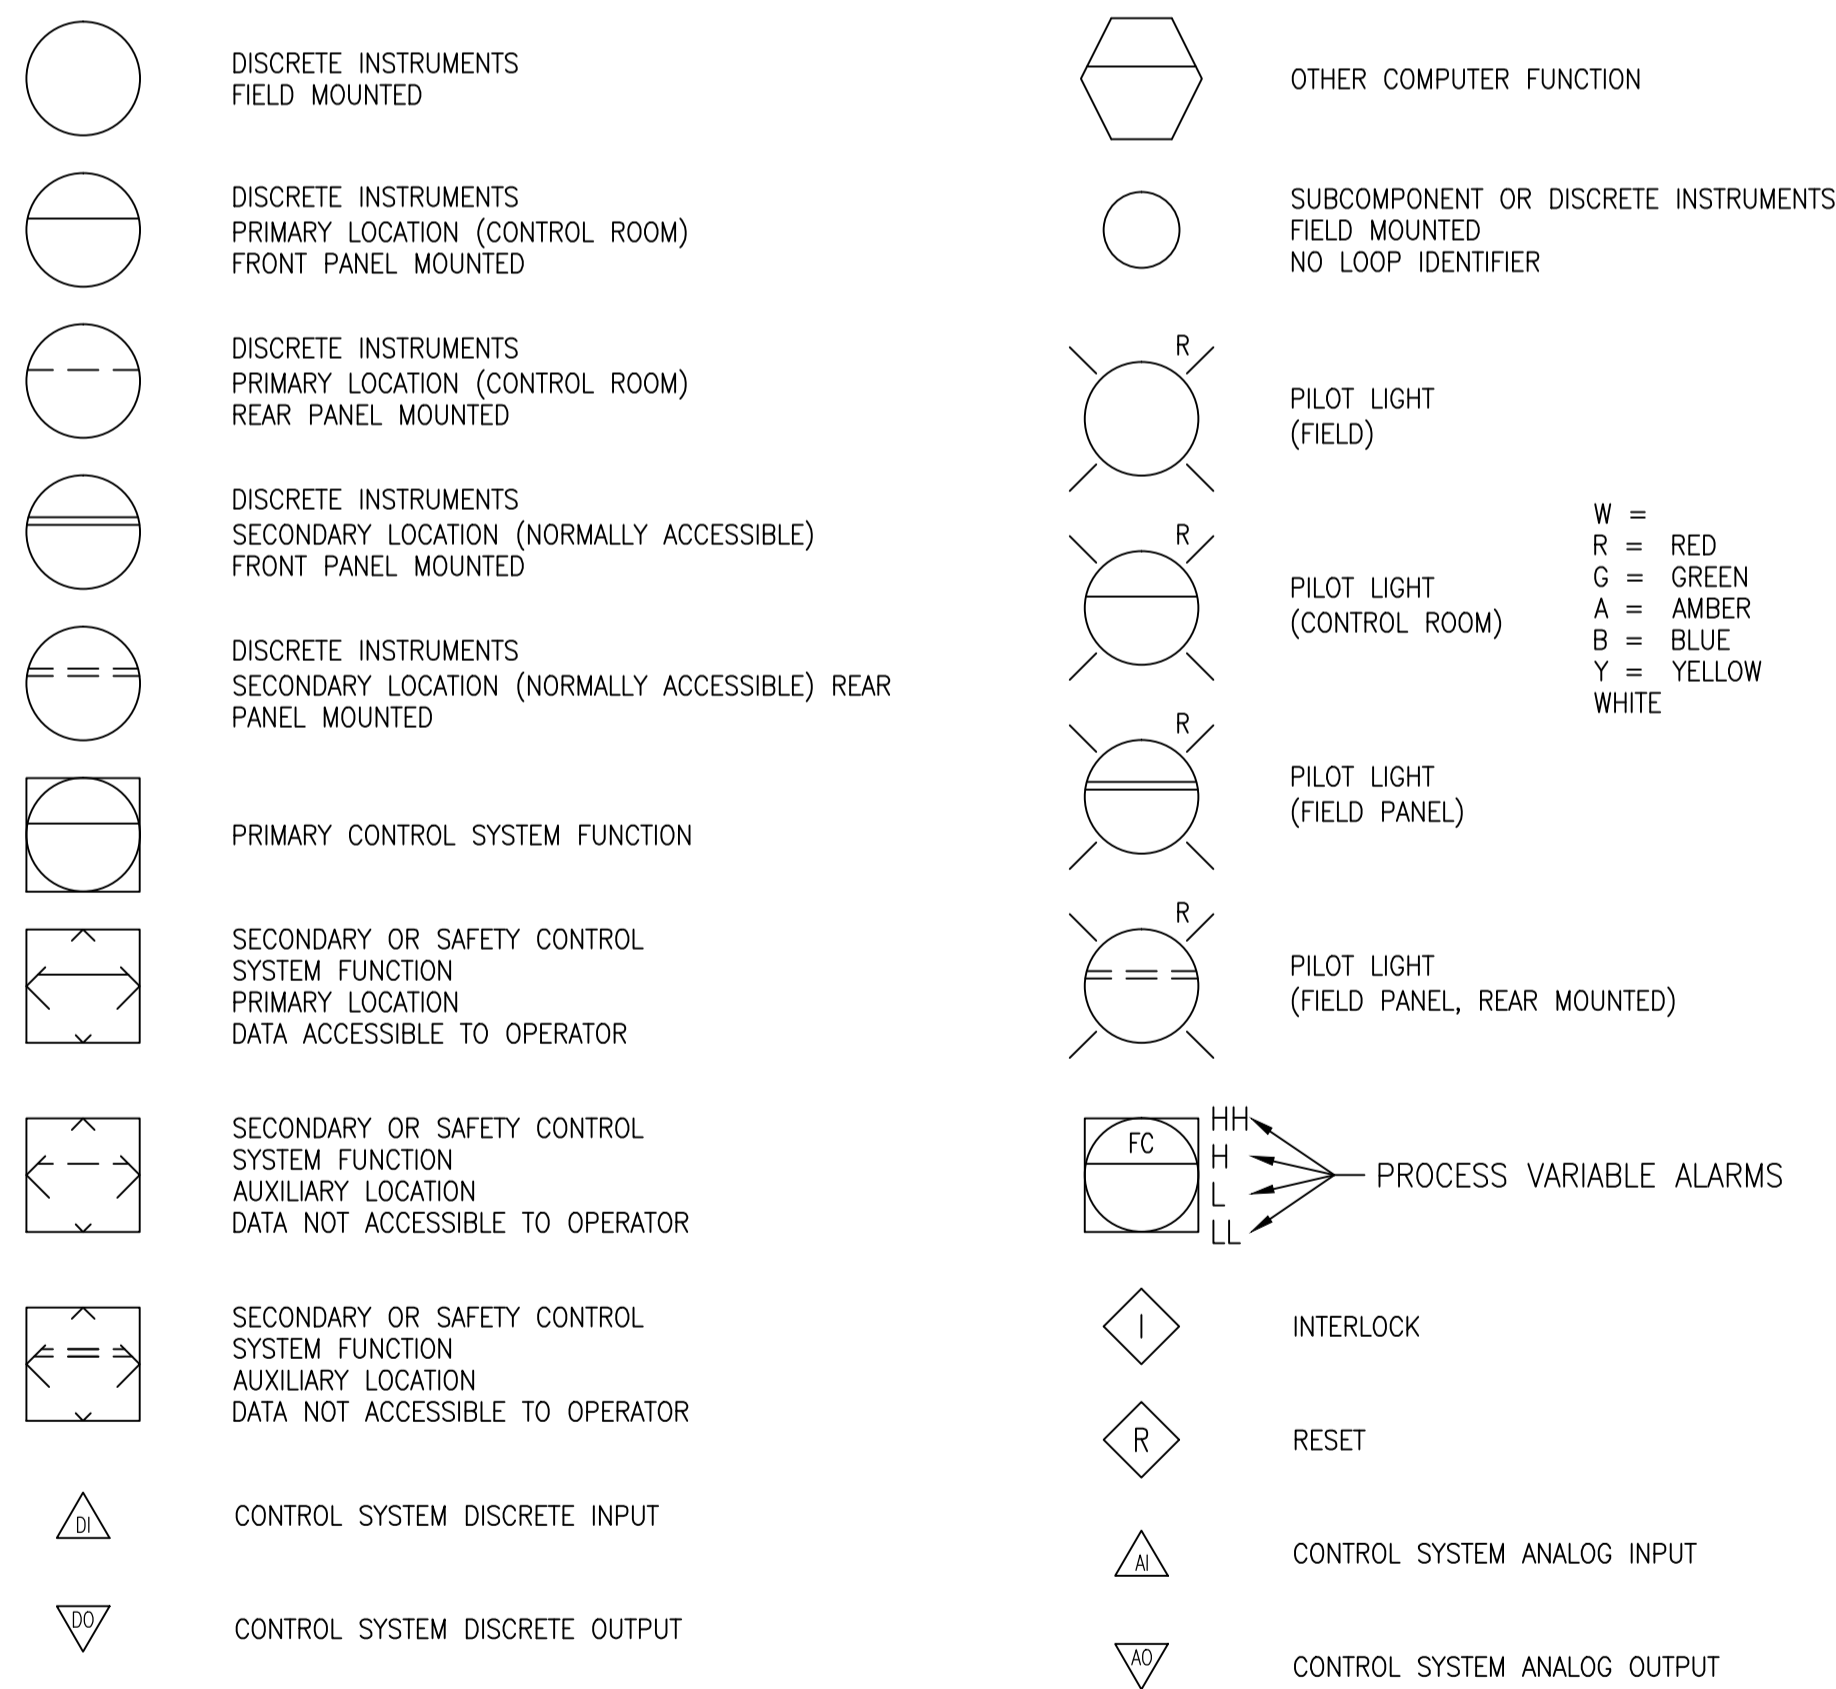 DISCRETE INSTRUMENTS
FIELD MOUNTED
DISCRETE INSTRUMENTS
PRIMARY LOCATION (CONTROL ROOM)
FRONT PANEL MOUNTED
DISCRETE INSTRUMENTS
PRIMARY LOCATION (CONTROL ROOM)
REAR PANEL MOUNTED
DISCRETE INSTRUMENTS
SECONDARY LOCATION (NORMALLY ACCESSIBLE)
FRONT PANEL MOUNTED
DISCRETE INSTRUMENTS
SECONDARY LOCATION (NORMALLY ACCESSIBLE) REAR
PANEL MOUNTED
PRIMARY CONTROL SYSTEM FUNCTION
SECONDARY OR SAFETY CONTROL
SYSTEM FUNCTION
PRIMARY LOCATION
DATA ACCESSIBLE TO OPERATOR
SECONDARY OR SAFETY CONTROL
SYSTEM FUNCTION
AUXILIARY LOCATION
DATA NOT ACCESSIBLE TO OPERATOR
SECONDARY OR SAFETY CONTROL
SYSTEM FUNCTION
AUXILIARY LOCATION
DATA NOT ACCESSIBLE TO OPERATOR
DI
CONTROL SYSTEM DISCRETE INPUT
DO
CONTROL SYSTEM DISCRETE OUTPUT
OTHER COMPUTER FUNCTION
SUBCOMPONENT OR DISCRETE INSTRUMENTS
FIELD MOUNTED
NO LOOP IDENTIFIER
R
PILOT LIGHT
(FIELD)
R
PILOT LIGHT
(CONTROL ROOM)
W =
R = RED
G = GREEN
A = AMBER
B = BLUE
Y = YELLOW
WHITE
R
PILOT LIGHT
(FIELD PANEL)
R
PILOT LIGHT
(FIELD PANEL, REAR MOUNTED)
FC
HH
H
L
LL
PROCESS VARIABLE ALARMS
I
INTERLOCK
R
RESET
AI
CONTROL SYSTEM ANALOG INPUT
AO
CONTROL SYSTEM ANALOG OUTPUT